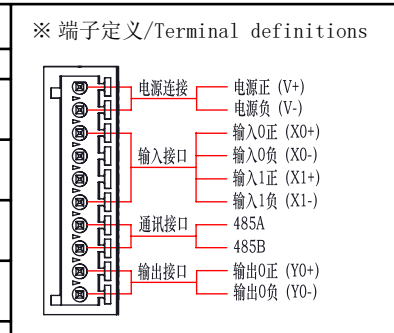 ※ 端子定义/Terminal definitions
电源连接
电源正 (V+)
电源负 (V-)
输入接口
输入0正 (X0+)
输入0负 (X0-)
输入1正 (X1+)
输入1负 (X1-)
通讯接口
485A
485B
输出接口
输出0正 (Y0+)
输出0负 (Y0-)